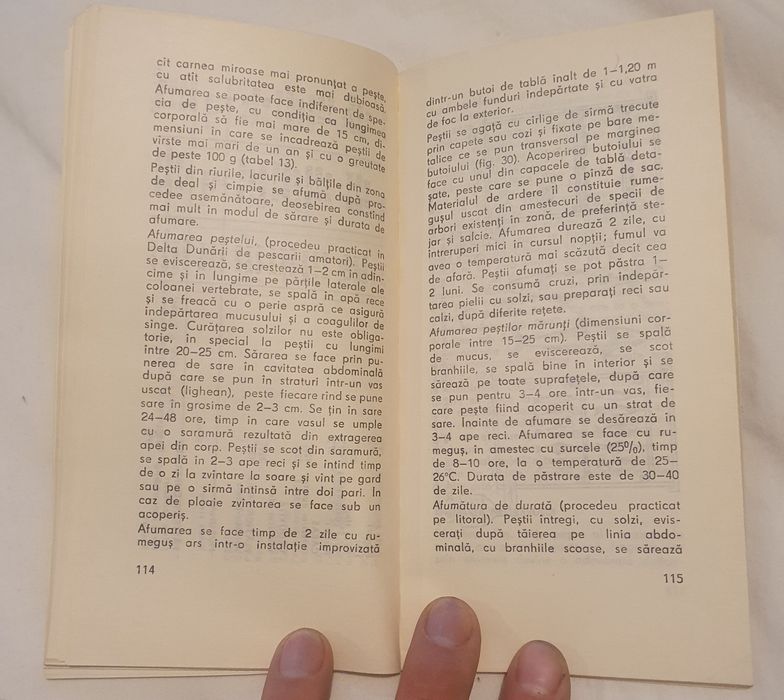 cît carnea miroase mai pronunțat a pește,
cu atît salubritatea este mai dubioasă.
Afumarea se poate face indiferent de spe-
cia de pește, cu condiția ca lungimea
corporală să fie mai mare de 15 cm, di-
mensiuni în care se încadrează peștii de
vîrste mai mari de un an și cu o greutate
de peste 100 g (tabel 13).
Peștii din rîurile, lacurile și bălțile din zona
de deal și cîmpie se afumă după pro-
cedee asemănătoare, deosebirea constînd
mai mult în modul de sărare și durata de
afumare.
Afumarea peștelui, (procedeu practicat în
Delta Dunării de pescarii amatori). Peștii
se eviscerează, se crestează 1—2 cm în adîn-
cime și în lungime pe părțile laterale ale
coloanei vertebrate, se spală în apă rece
și se freacă cu o perie aspră ce asigură
îndepărtarea mucusului și a coagulilor de
sînge. Curățarea solzilor nu este obliga-
torie, în special la peștii cu lungimi
între 20—25 cm. Sărarea se face prin pu-
nerea de sare în cavitatea abdominală
după care se pun în straturi într-un vas
uscat (lighean), peste fiecare rînd se pune
sare în grosime de 2—3 cm. Se țin în sare
24—48 ore, timp în care vasul se umple
cu o saramură rezultată din extragerea
apei din corp. Peștii se scot din saramură,
se spală în 2—3 ape reci și se întind timp
de o zi la zvîntare la soare și vînt pe gard
sau pe o sîrmă întinsă între doi pari. În
caz de ploaie zvîntarea se face sub un
acoperiș.
Afumarea se face timp de 2 zile cu ru-
meguș ars într-o instalație improvizată
114
dintr-un butoi de tablă înalt de 1—1,20 m
cu ambele funduri îndepărtate și cu vatra
de foc la exterior.
Peștii se agață cu cîrlige de sîrmă trecute
prin capete sau cozi și fixate pe bare me-
talice ce se pun transversal pe marginea
butoiului (fig. 30). Acoperirea butoiului se
face cu unul din capacele de tablă deta-
șate, peste care se pune o pînză de sac.
Materialul de ardere îl constituie rume-
gușul uscat din amestecuri de specii de
arbori existenți în zonă, de preferință ste-
jar și salcie. Afumarea durează 2 zile, cu
întreruperi mici în cursul nopții; fumul va
avea o temperatură mai scăzută decît cea
de afară. Peștii afumați se pot păstra 1—
2 luni. Se consumă cruzi, prin îndepăr-
tarea pielii cu solzi, sau preparați reci sau
calzi, după diferite rețete.
Afumarea peștilor mărunți (dimensiuni cor-
porale între 15—25 cm). Peștii se spală
de mucus, se eviscerează, se scot
branhiile, se spală bine în interior și se
sărează pe toate suprafețele, după care
se pun pentru 3—4 ore într-un vas, fie-
care pește fiind acoperit cu un strat de
sare. Înainte de afumare se desărează în
3—4 ape reci. Afumarea se face cu ru-
meguș, în amestec cu surcele (25%), timp
de 8—10 ore, la o temperatură de 25—
26°C. Durata de păstrare este de 30—40
de zile.
Afumătura de durată (procedeu practicat
pe litoral). Peștii întregi, cu solzi, evis-
cerați după tăierea pe linia abdo-
minală, cu branhiile scoase, se sărează
115